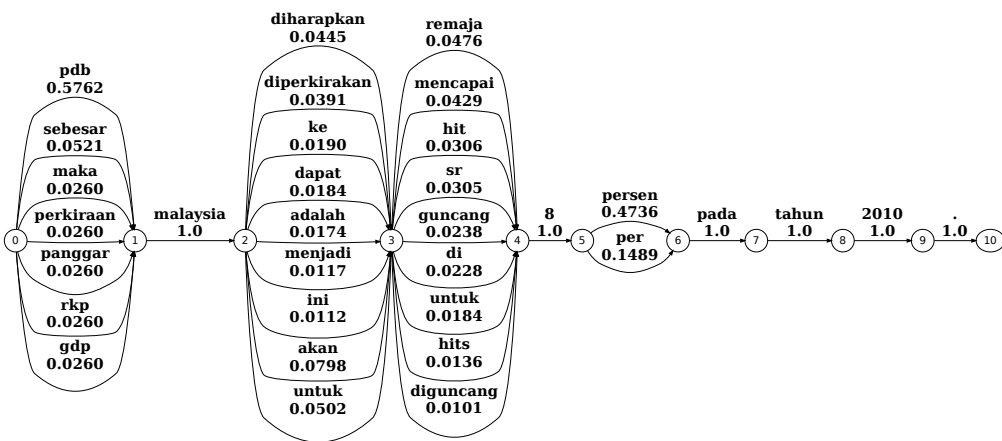 pdb
0.5762
sebesar
0.0521
maka
0.0260
perkiraan
0.0260
panggar
0.0260
rkp
0.0260
gdp
0.0260
0
1
malaysia
1.0
2
diharapkan
0.0445
diperkirakan
0.0391
ke
0.0190
dapat
0.0184
adalah
0.0174
menjadi
0.0117
ini
0.0112
akan
0.0798
untuk
0.0502
3
remaja
0.0476
mencapai
0.0429
hit
0.0306
sr
0.0305
guncang
0.0238
di
0.0228
untuk
0.0184
hits
0.0136
diguncang
0.0101
4
8
1.0
5
persen
0.4736
per
0.1489
6
pada
1.0
7
tahun
1.0
8
2010
1.0
9
.
1.0
10